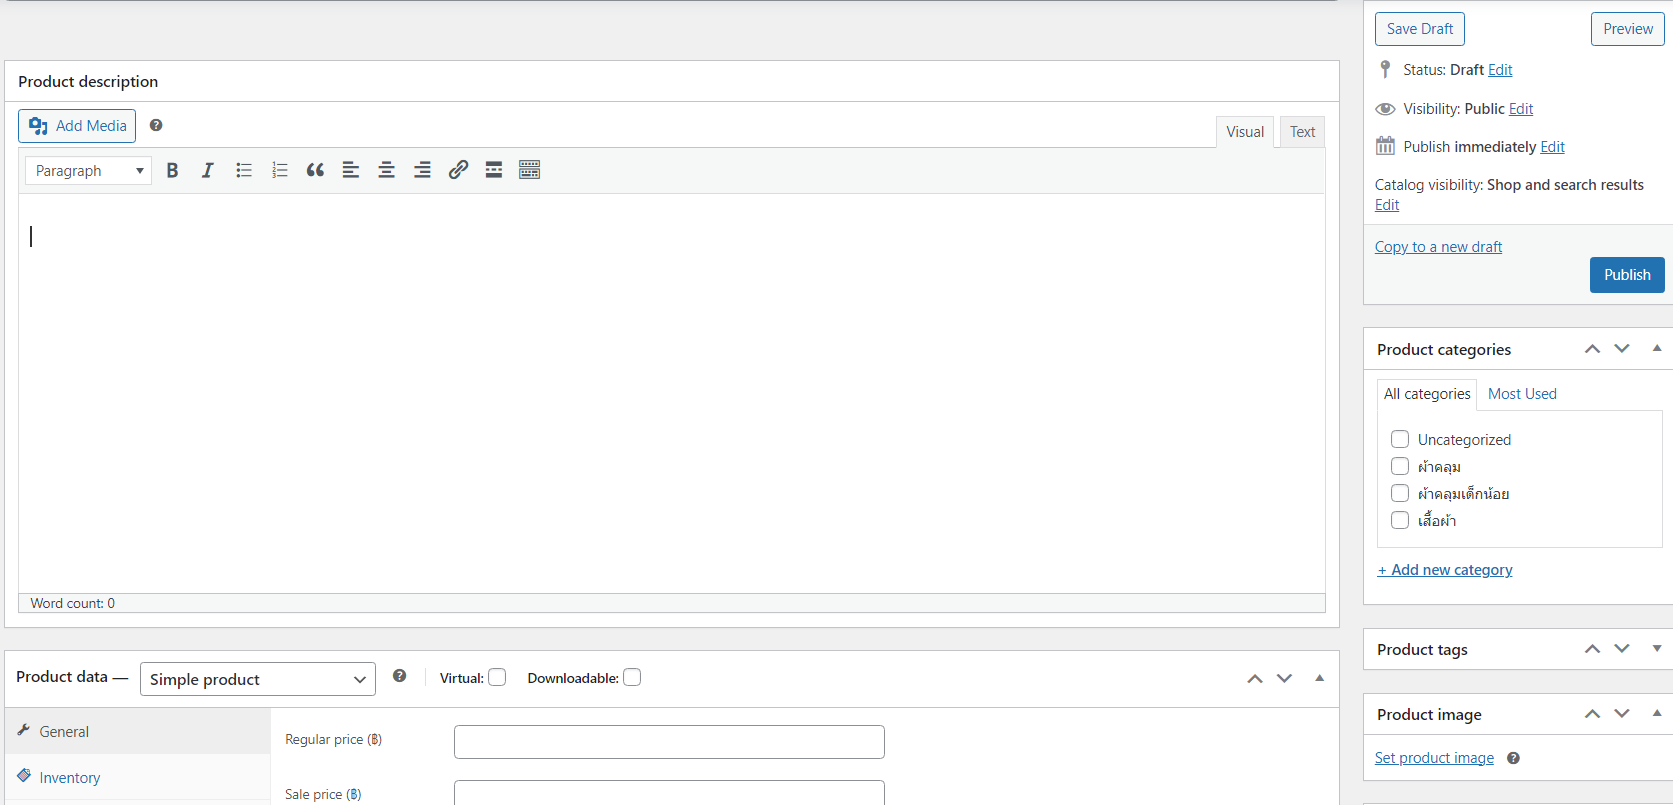 Product description
Add Media
Visual
Text
Paragraph
Word count: 0
Product data — Simple product
Virtual:
Downloadable:
General
Inventory
Regular price (฿)
Sale price (฿)
Save Draft
Preview
Status: Draft Edit
Visibility: Public Edit
Publish immediately Edit
Catalog visibility: Shop and search results
Edit
Copy to a new draft
Publish
Product categories
All categories
Most Used
Uncategorized
ผ้าคลุม
ผ้าคลุมเด็กน้อย
เสื้อผ้า
+ Add new category
Product tags
Product image
Set product image